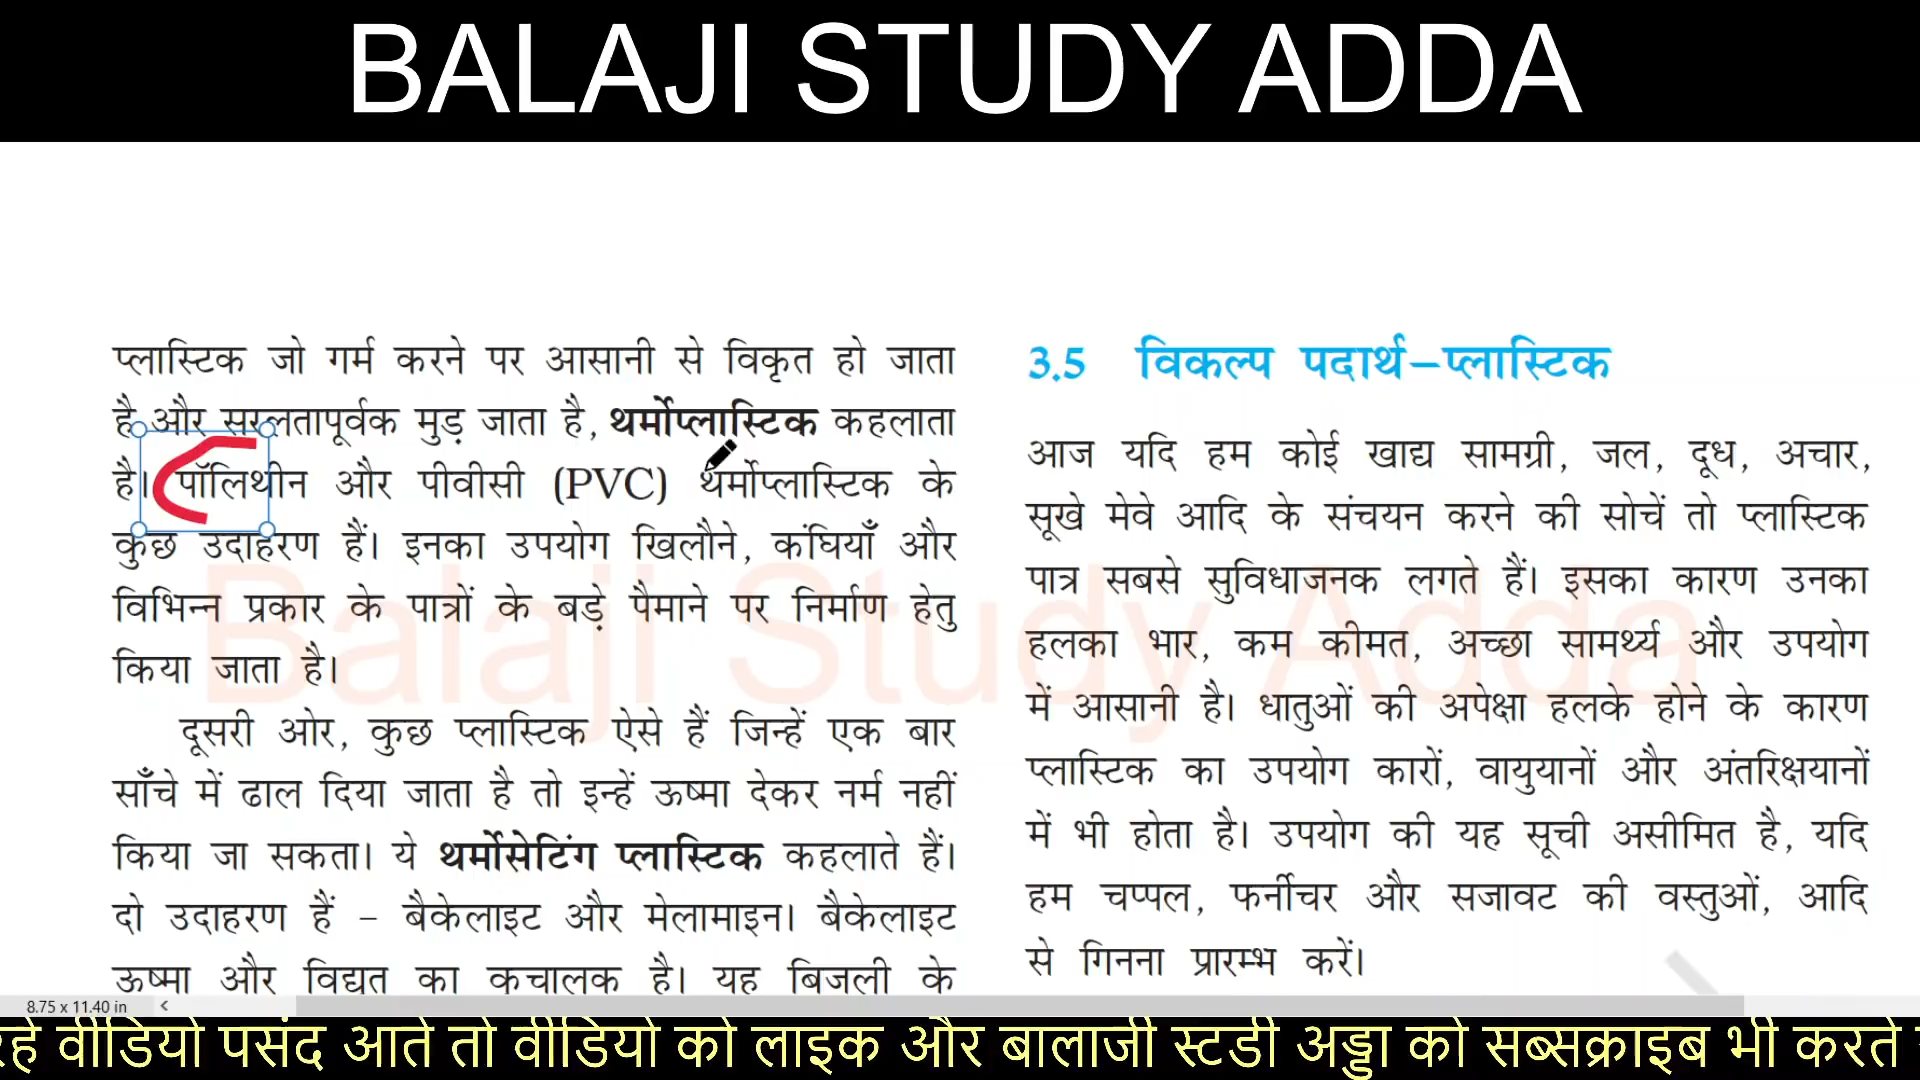 BALAJI STUDY ADDA
प्लास्टिक जो गर्म करने पर आसानी से विकृत हो जाता
है और सरलतापूर्वक मुड़ जाता है, थर्मोप्लास्टिक कहलाता
है। पॉलिथीन और पीवीसी (PVC) थर्मोप्लास्टिक के
कुछ उदाहरण हैं। इनका उपयोग खिलौने, कंघियाँ और
विभिन्न प्रकार के पात्रों के बड़े पैमाने पर निर्माण हेतु
किया जाता है।
दूसरी ओर, कुछ प्लास्टिक ऐसे हैं जिन्हें एक बार
साँचे में ढाल दिया जाता है तो इन्हें ऊष्मा देकर नर्म नहीं
किया जा सकता। ये थर्मोसेटिंग प्लास्टिक कहलाते हैं।
दो उदाहरण हैं – बैकेलाइट और मेलामाइन। बैकेलाइट
ऊष्मा और विद्युत का कुचालक है। यह बिजली के
3.5 विकल्प पदार्थ–प्लास्टिक
आज यदि हम कोई खाद्य सामग्री, जल, दूध, अचार,
सूखे मेवे आदि के संचयन करने की सोचें तो प्लास्टिक
पात्र सबसे सुविधाजनक लगते हैं। इसका कारण उनका
हलका भार, कम कीमत, अच्छा सामर्थ्य और उपयोग
में आसानी है। धातुओं की अपेक्षा हलके होने के कारण
प्लास्टिक का उपयोग कारों, वायुयानों और अंतरिक्षयानों
में भी होता है। उपयोग की यह सूची असीमित है, यदि
हम चप्पल, फर्नीचर और सजावट की वस्तुओं, आदि
से गिनना प्रारम्भ करें।
Balaji Study Adda
8.75 x 11.40 in
रहे वीडियो पसंद आते तो वीडियो को लाइक और बालाजी स्टडी अड्डा को सब्सक्राइब भी करते